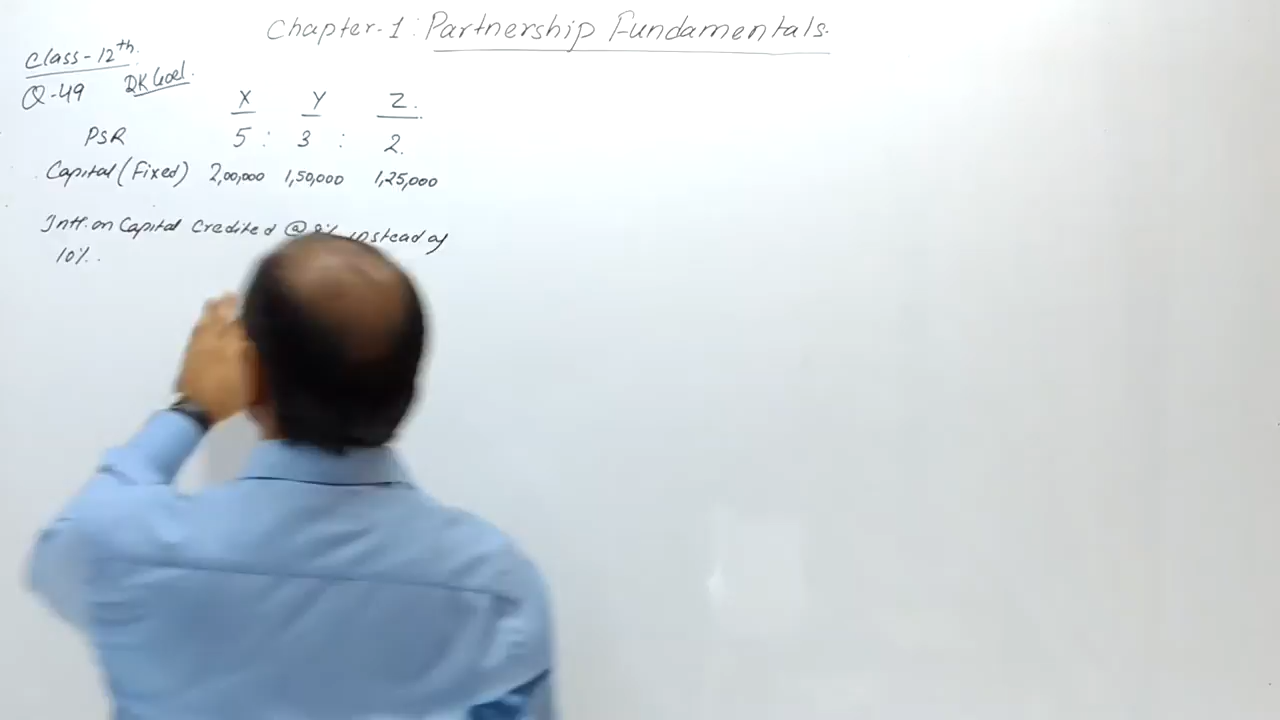 Chapter-1: Partnership Fundamentals.
Class-12th.
Q-49 DK Goel.
X Y Z.
PSR 5 : 3 : 2.
Capital (Fixed) 2,00,000 1,50,000 1,25,000
Intt. on Capital Credited @ instead of
10%.